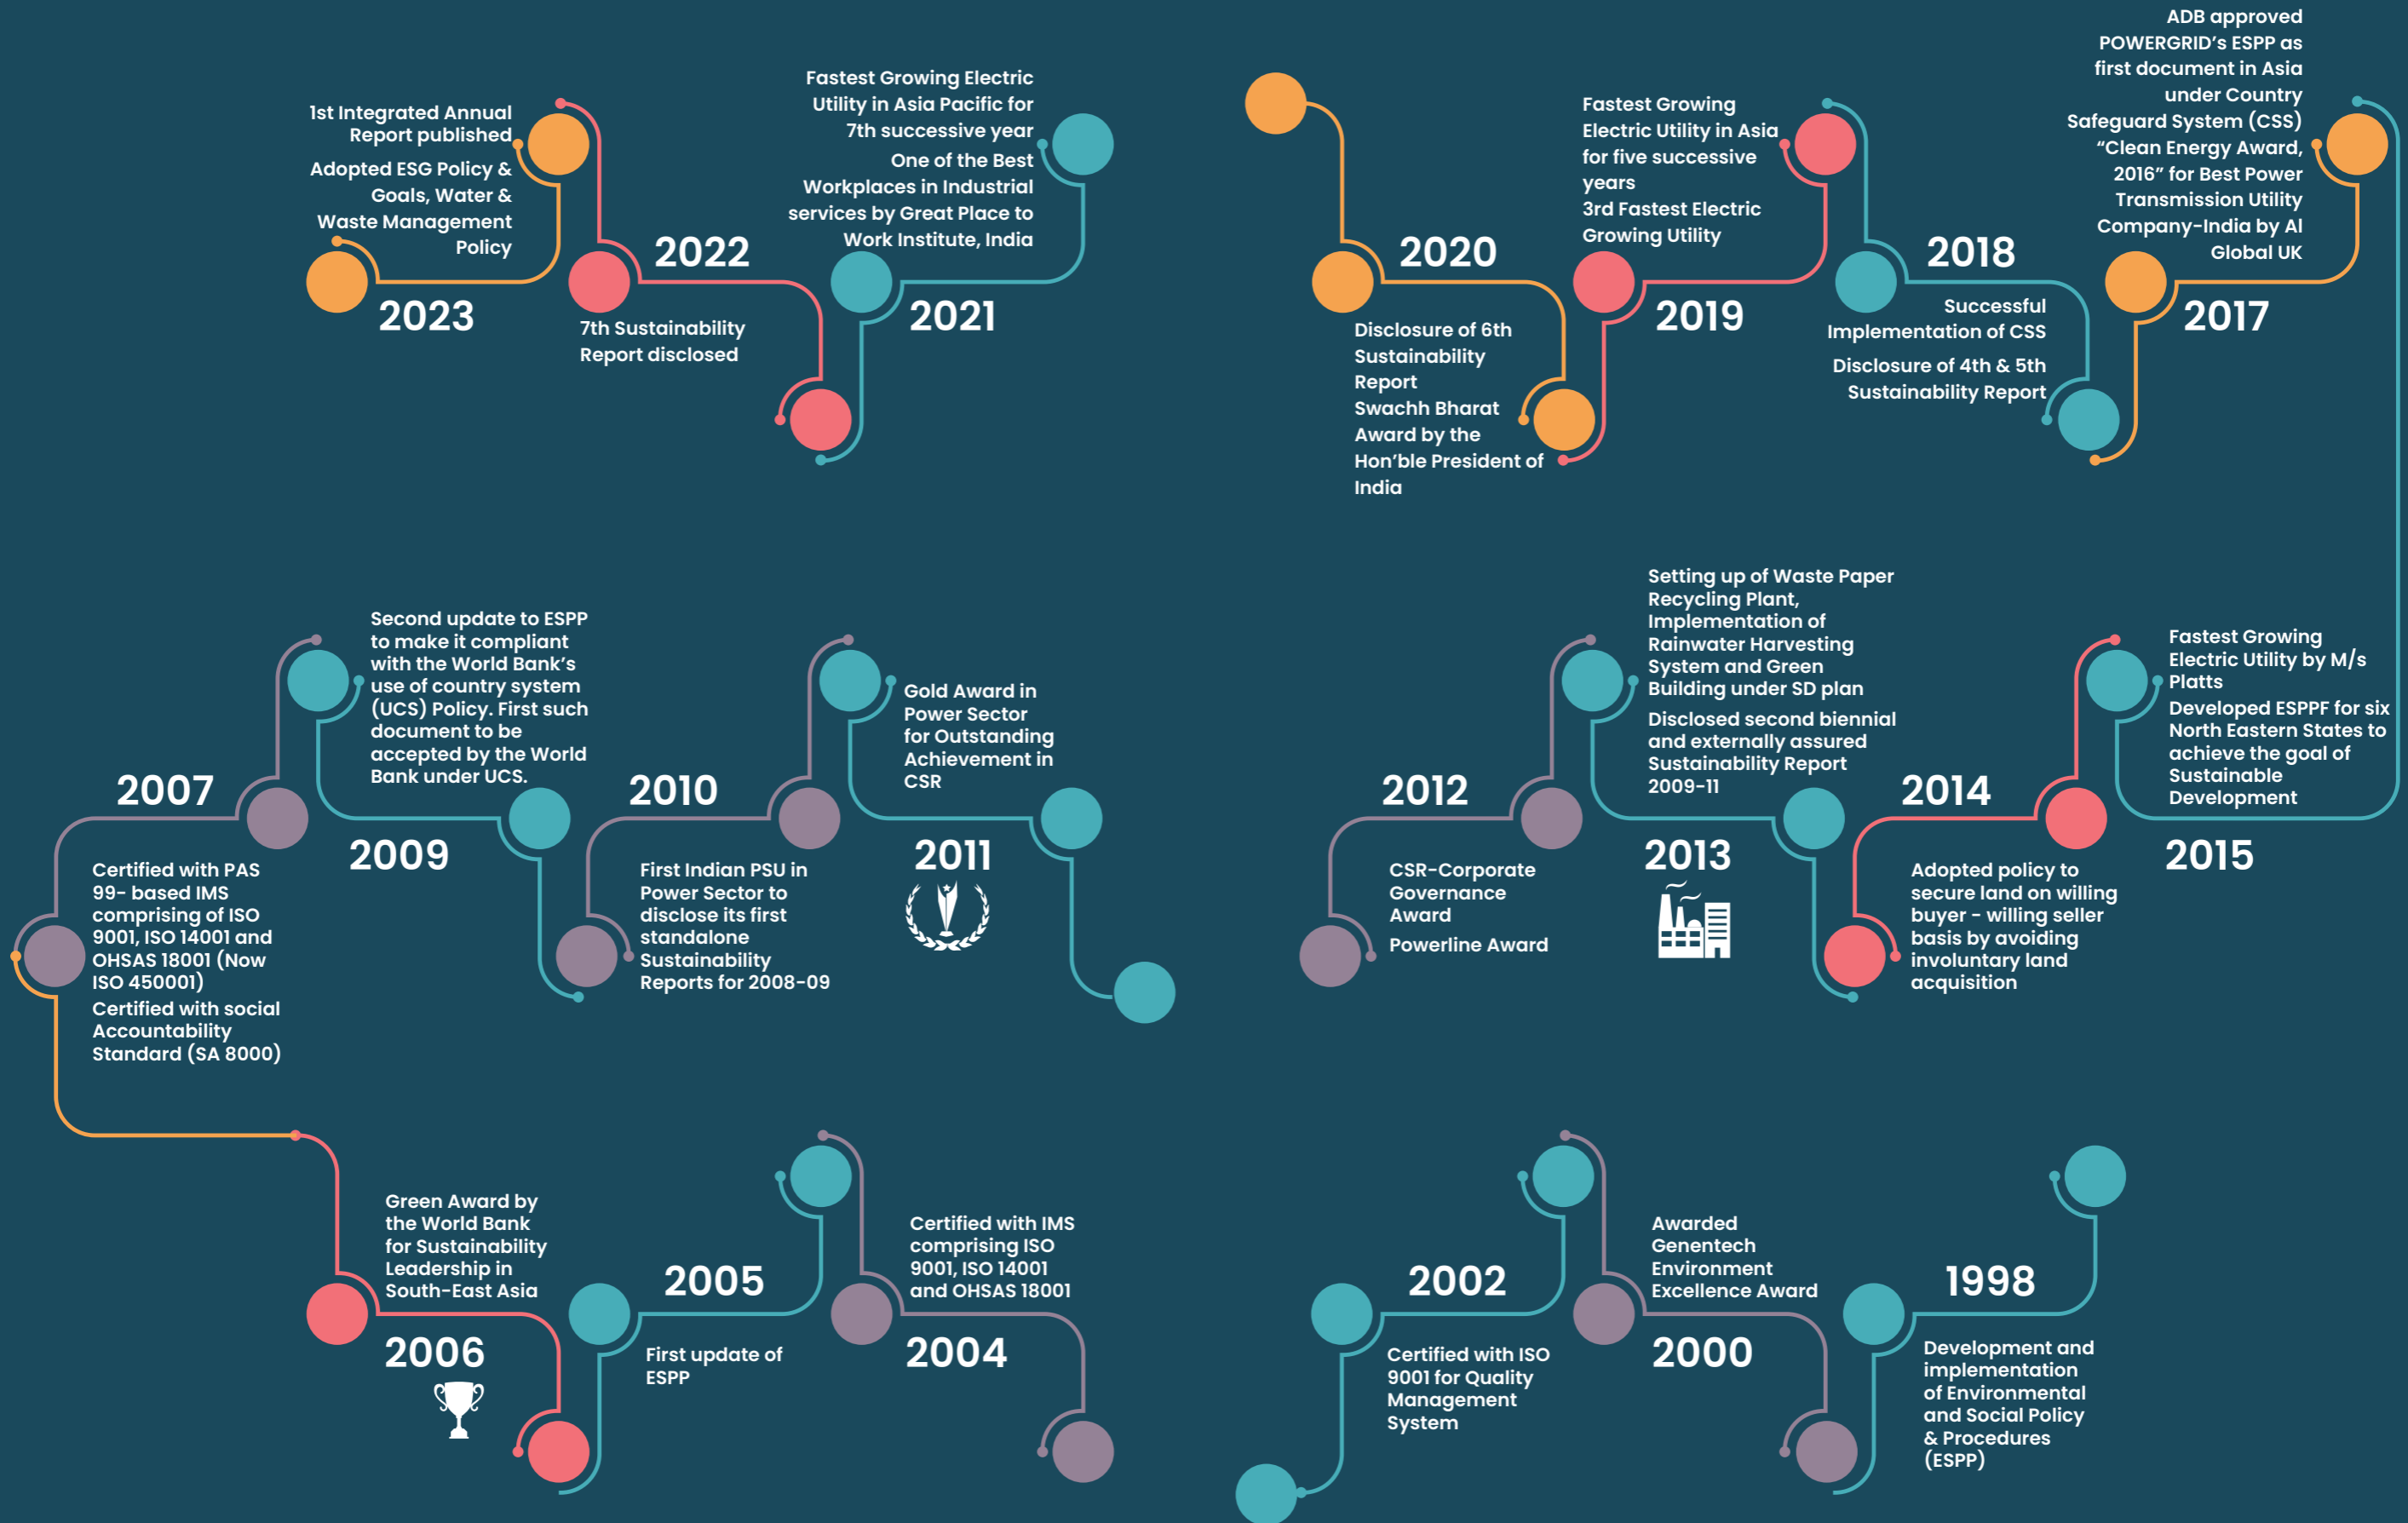 1st Integrated Annual
Report published
Adopted ESG Policy &
Goals, Water &
Waste Management
Policy
2023
2022
7th Sustainability
Report disclosed
Fastest Growing Electric
Utility in Asia Pacific for
7th successive year
One of the Best
Workplaces in Industrial
services by Great Place to
Work Institute, India
2021
2020
Disclosure of 6th
Sustainability
Report
Swachh Bharat
Award by the
Hon'ble President of
India
Fastest Growing
Electric Utility in Asia
for five successive
years
3rd Fastest Electric
Growing Utility
2019
2018
Successful
Implementation of CSS
Disclosure of 4th & 5th
Sustainability Report
ADB approved
POWERGRID's ESPP as
first document in Asia
under Country
Safeguard System (CSS)
"Clean Energy Award,
2016" for Best Power
Transmission Utility
Company-India by AI
Global UK
2017
2007
Certified with PAS
99- based IMS
comprising of ISO
9001, ISO 14001 and
OHSAS 18001 (Now
ISO 450001)
Certified with social
Accountability
Standard (SA 8000)
Second update to ESPP
to make it compliant
with the World Bank's
use of country system
(UCS) Policy. First such
document to be
accepted by the World
Bank under UCS.
2009
2010
First Indian PSU in
Power Sector to
disclose its first
standalone
Sustainability
Reports for 2008-09
Gold Award in
Power Sector
for Outstanding
Achievement in
CSR
2011
2012
CSR-Corporate
Governance
Award
Powerline Award
Setting up of Waste Paper
Recycling Plant,
Implementation of
Rainwater Harvesting
System and Green
Building under SD plan
Disclosed second biennial
and externally assured
Sustainability Report
2009-11
2013
2014
Adopted policy to
secure land on willing
buyer - willing seller
basis by avoiding
involuntary land
acquisition
Fastest Growing
Electric Utility by M/s
Platts
Developed ESPPF for six
North Eastern States to
achieve the goal of
Sustainable
Development
2015
Green Award by
the World Bank
for Sustainability
Leadership in
South-East Asia
2006
2005
First update of
ESPP
Certified with IMS
comprising ISO
9001, ISO 14001
and OHSAS 18001
2004
2002
Certified with ISO
9001 for Quality
Management
System
Awarded
Genentech
Environment
Excellence Award
2000
1998
Development and
implementation
of Environmental
and Social Policy
& Procedures
(ESPP)